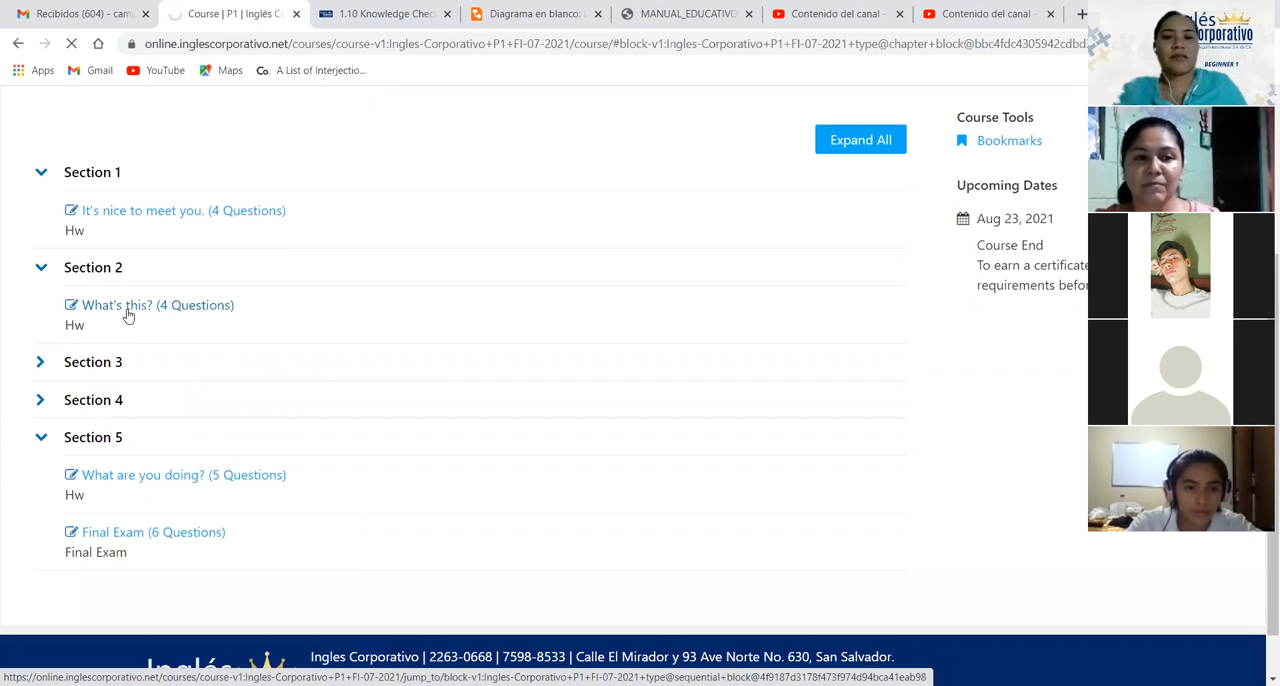 Recibidos (604) - cam
Course | P1 | Inglés Co
1.10 Knowledge Chec
Diagrama en blanco:
MANUAL_EDUCATIVO
Contenido del canal -
Contenido del canal -
online.inglescorporativo.net/courses/course-v1:Ingles-Corporativo+P1+FI-07-2021/course/#block-v1:Ingles-Corporativo+P1+FI-07-2021+type@chapter+block@bbc4fdc4305942cdbd
Apps
Gmail
YouTube
Maps
Co. A List of Interjectio...
Expand All
Section 1
It's nice to meet you. (4 Questions)
Hw
Section 2
What's this? (4 Questions)
Hw
Section 3
Section 4
Section 5
What are you doing? (5 Questions)
Hw
Final Exam (6 Questions)
Final Exam
Course Tools
Bookmarks
Upcoming Dates
Aug 23, 2021
Course End
To earn a certificate
requirements befo
BEGINNER 1
Ingles Corporativo | 2263-0668 | 7598-8533 | Calle El Mirador y 93 Ave Norte No. 630, San Salvador.
https://online.inglescorporativo.net/courses/course-v1:Ingles-Corporativo+P1+FI-07-2021/jump_to/block-v1:Ingles-Corporativo+P1+FI-07-2021+type@sequential+block@4f9187d3178f473f974d94bca41eab98